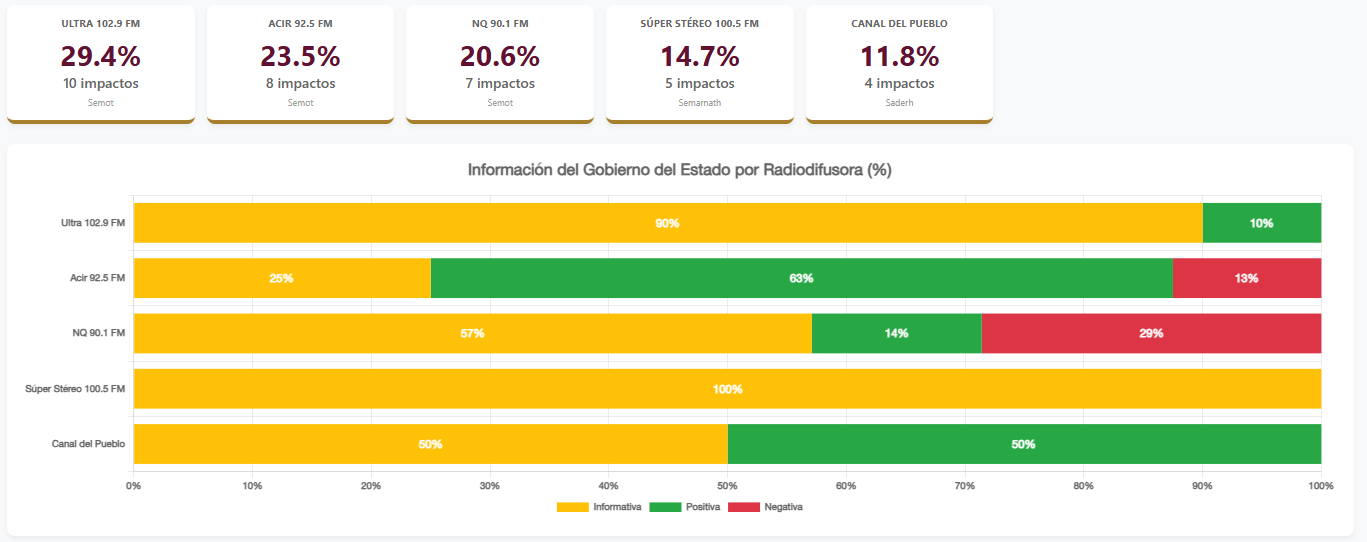 ULTRA 102.9 FM
29.4%
10 impactos
Semot
ACIR 92.5 FM
23.5%
8 impactos
Semot
NQ 90.1 FM
20.6%
7 impactos
Semot
SÚPER STÉREO 100.5 FM
14.7%
5 impactos
Semarnath
CANAL DEL PUEBLO
11.8%
4 impactos
Saderh
Información del Gobierno del Estado por Radiodifusora (%)
Ultra 102.9 FM 90% 10%
Acir 92.5 FM 25% 63% 13%
NQ 90.1 FM 57% 14% 29%
Súper Stéreo 100.5 FM 100%
Canal del Pueblo 50% 50%
0% 10% 20% 30% 40% 50% 60% 70% 80% 90% 100%
Informativa Positiva Negativa